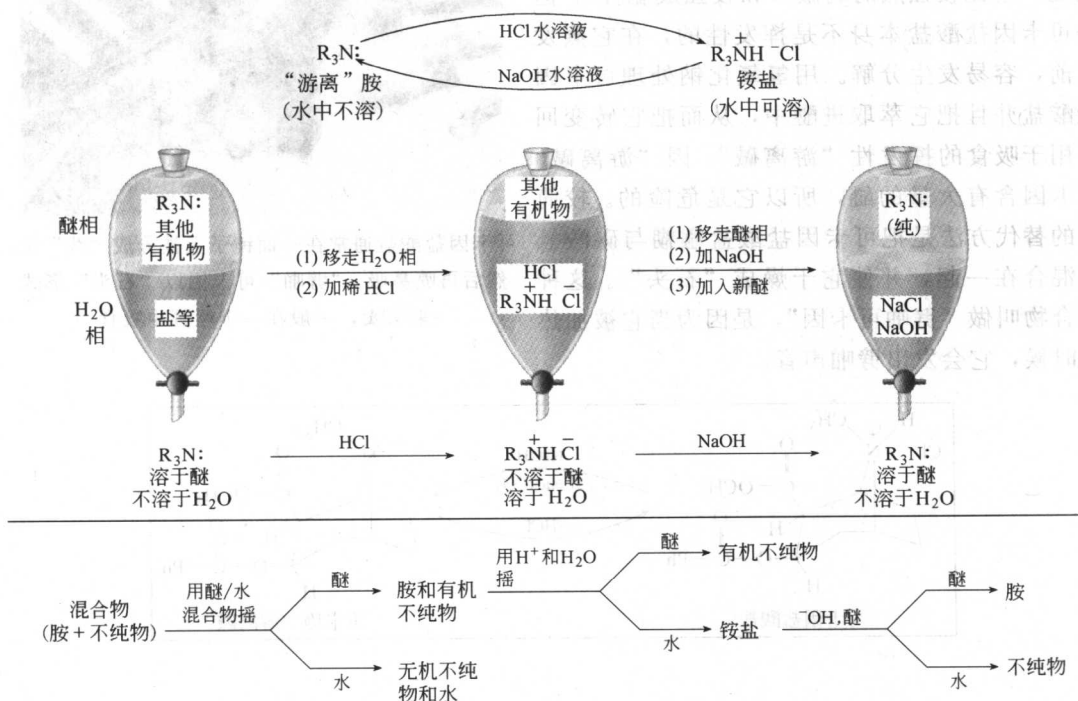 HCl水溶液
R₃N:
R₃NH⁺ ⁻Cl
NaOH水溶液
“游离”胺
(水中不溶)
铵盐
(水中可溶)
醚相
R₃N:
其他
有机物
H₂O
相
盐等
(1) 移走H₂O相
(2) 加稀HCl
其他
有机物
HCl
+
R₃NH Cl
(1) 移走醚相
(2) 加NaOH
(3) 加入新醚
R₃N:
(纯)
NaCl
NaOH
R₃N:
溶于醚
不溶于H₂O
HCl
+ −
R₃NH Cl
不溶于醚
溶于H₂O
NaOH
R₃N:
溶于醚
不溶于H₂O
混合物
(胺+不纯物)
用醚/水
混合物摇
醚
胺和有机
不纯物
水
无机不纯
物和水
用H⁺和H₂O
摇
醚
有机不纯物
水
铵盐
⁻OH,醚
醚
胺
水
不纯物